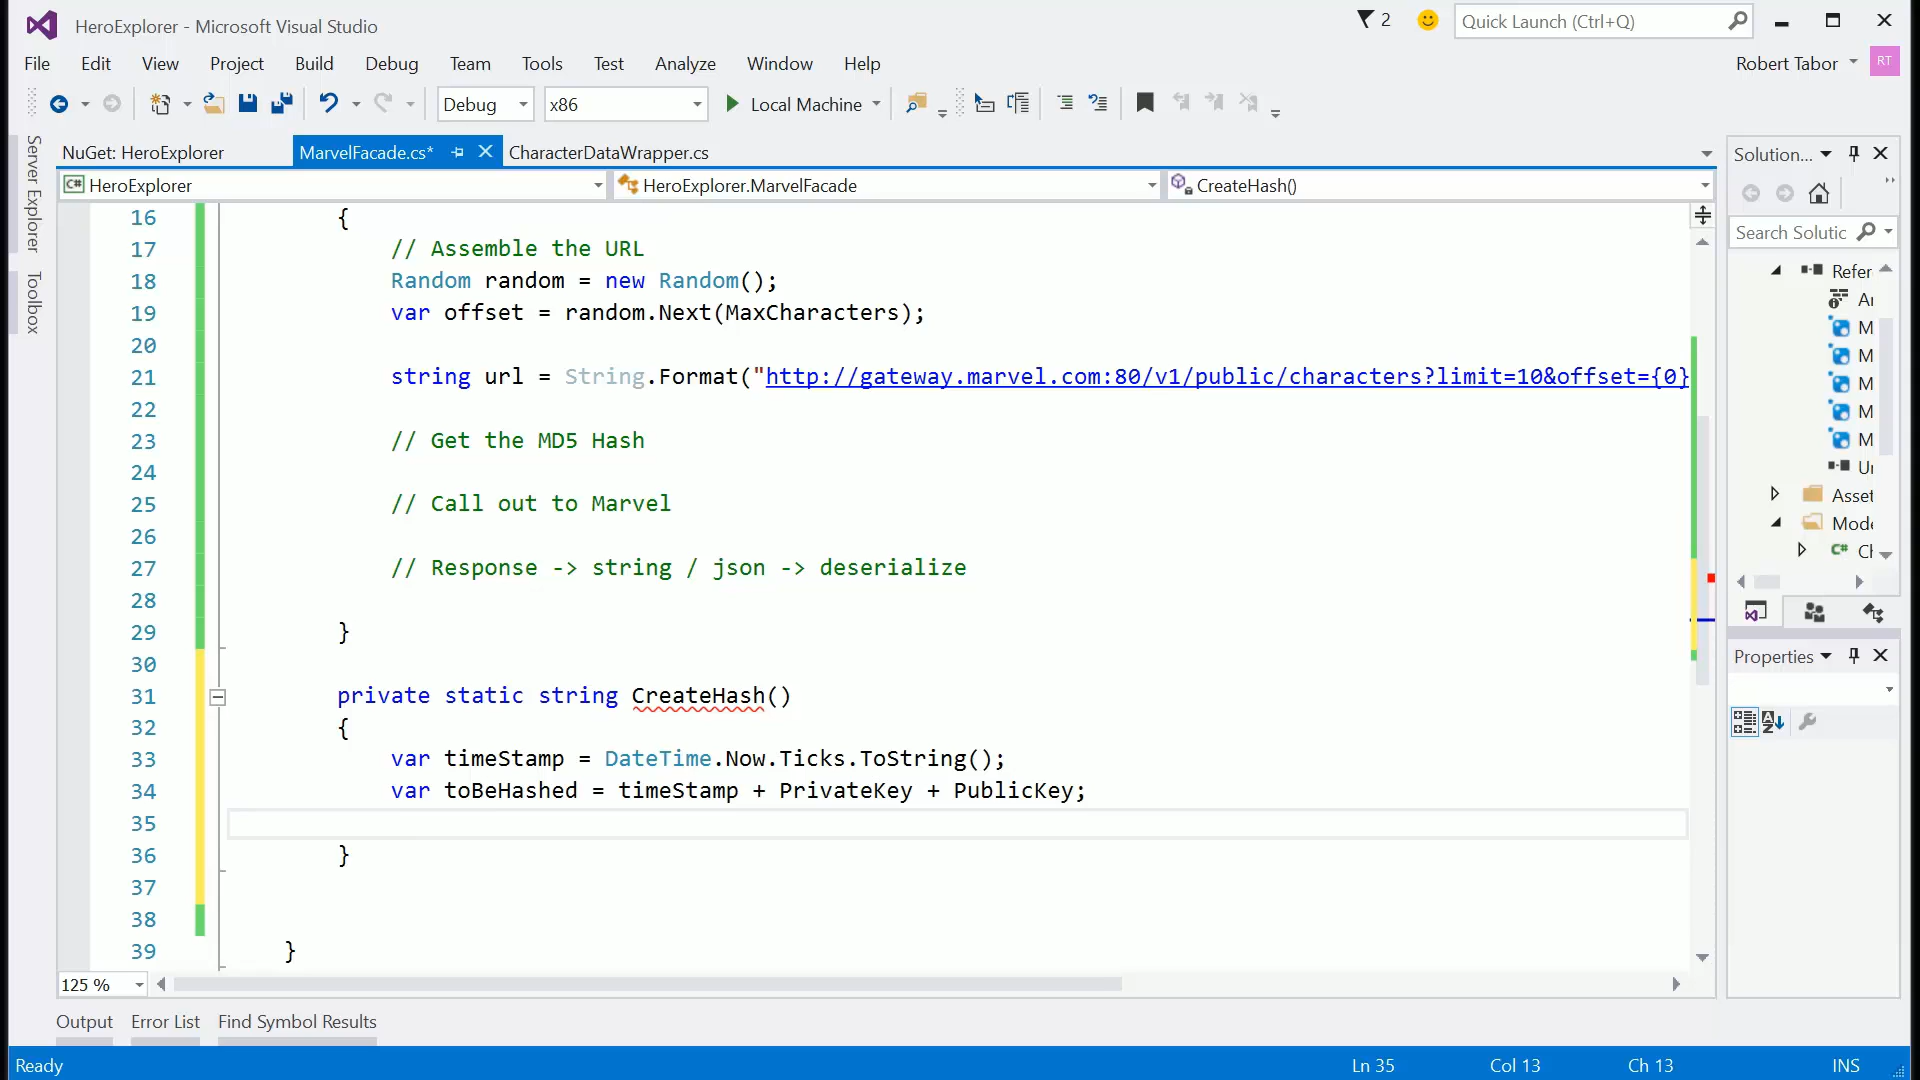 HeroExplorer - Microsoft Visual Studio
2
Quick Launch (Ctrl+Q)
File Edit View Project Build Debug Team Tools Test Analyze Window Help
Robert Tabor
RT
Debug
x86
Local Machine
Server Explorer
Toolbox
NuGet: HeroExplorer
MarvelFacade.cs*
CharacterDataWrapper.cs
C# HeroExplorer
HeroExplorer.MarvelFacade
CreateHash()
16 {
17 // Assemble the URL
18 Random random = new Random();
19 var offset = random.Next(MaxCharacters);
20
21 string url = String.Format("http://gateway.marvel.com:80/v1/public/characters?limit=10&offset={0}
22
23 // Get the MD5 Hash
24
25 // Call out to Marvel
26
27 // Response -> string / json -> deserialize
28
29 }
30
31 private static string CreateHash()
32 {
33 var timeStamp = DateTime.Now.Ticks.ToString();
34 var toBeHashed = timeStamp + PrivateKey + PublicKey;
35
36 }
37
38
39 }
125 %
Solution...
Search Solutic
Refer
M
M
M
M
M
Asset
Mode
C#
Properties
Output Error List Find Symbol Results
Ready
Ln 35
Col 13
Ch 13
INS